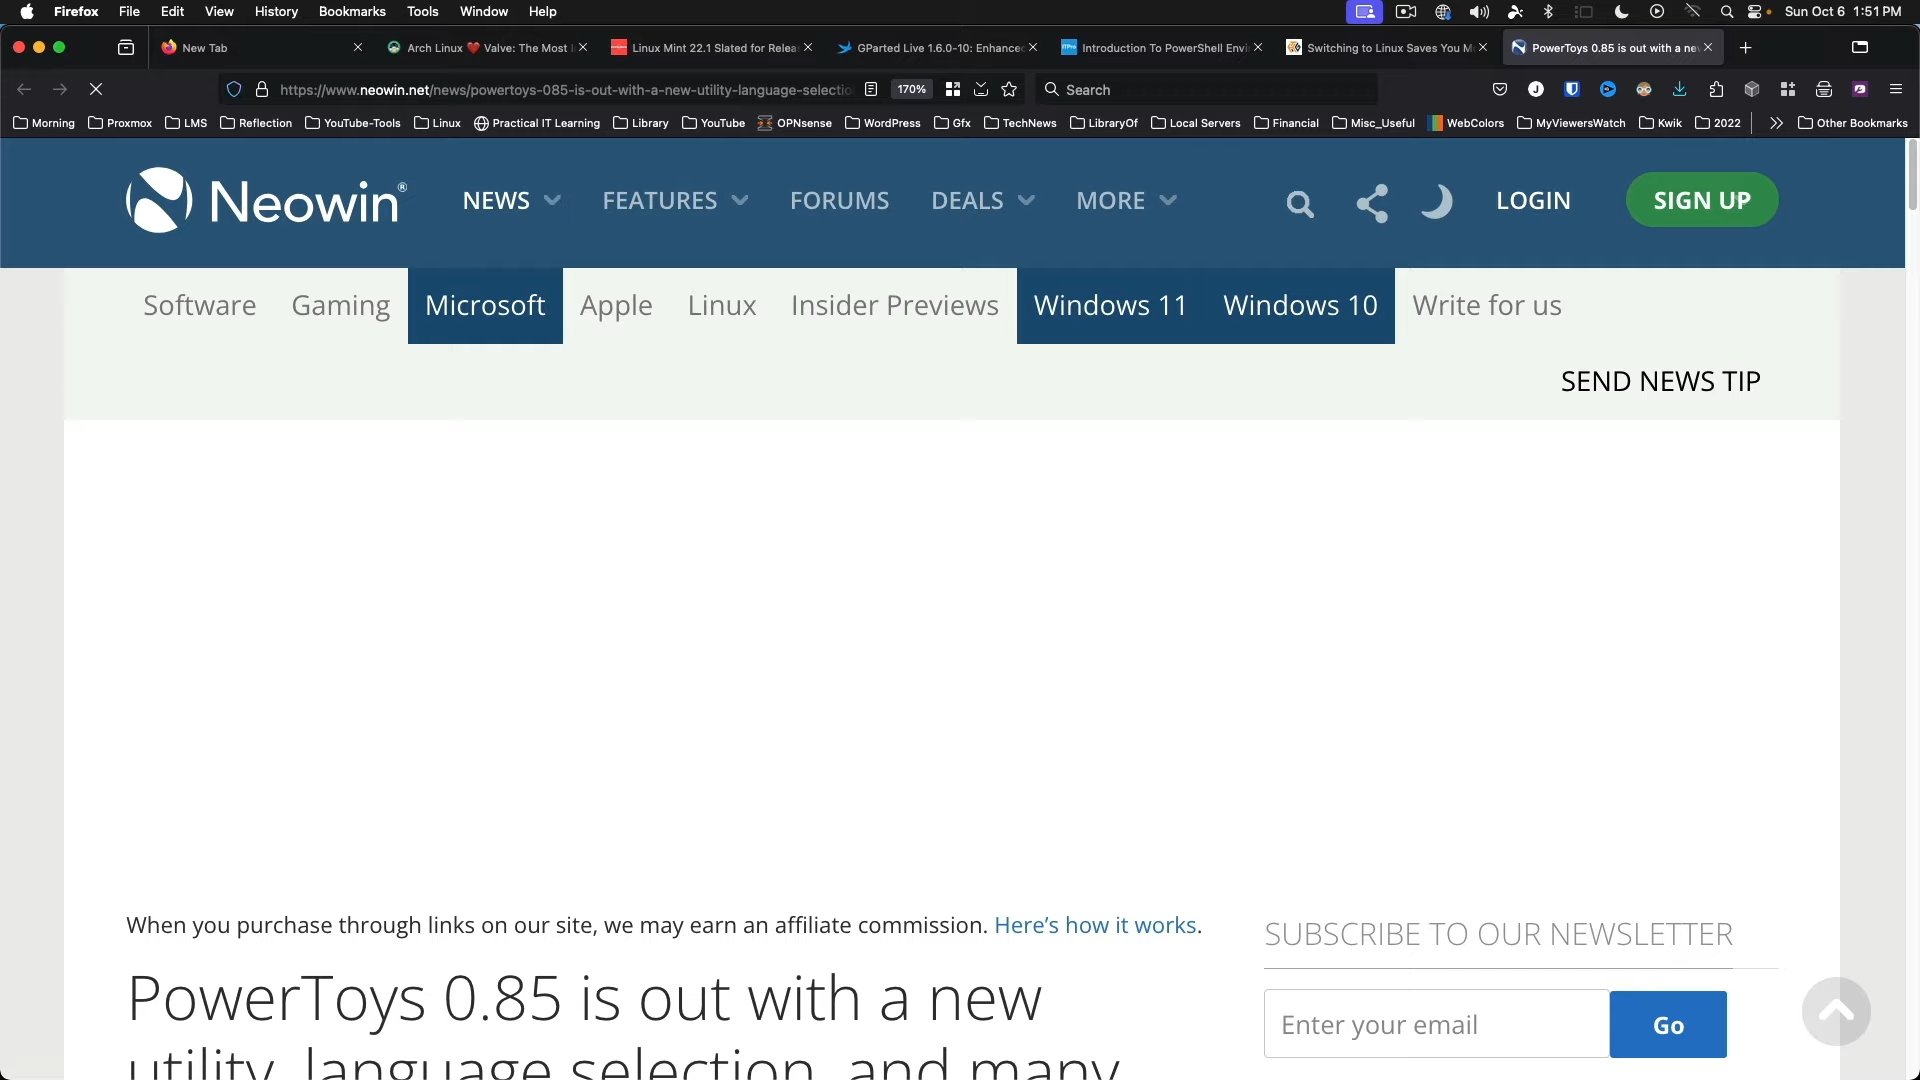 Firefox File Edit View History Bookmarks Tools Window Help Sun Oct 6 1:51 PM
New Tab Arch Linux ❤️ Valve: The Most Linux Mint 22.1 Slated for Relea GParted Live 1.6.0-10: Enhance Introduction To PowerShell Envi Switching to Linux Saves You M PowerToys 0.85 is out with a ne
https://www.neowin.net/news/powertoys-085-is-out-with-a-new-utility-language-selectio 170% Search
Morning Proxmox LMS Reflection YouTube-Tools Linux Practical IT Learning Library YouTube OPNsense WordPress Gfx TechNews LibraryOf Local Servers Financial Misc_Useful WebColors MyViewersWatch Kwik 2022 Other Bookmarks
Neowin® NEWS FEATURES FORUMS DEALS MORE LOGIN SIGN UP
Software Gaming Microsoft Apple Linux Insider Previews Windows 11 Windows 10 Write for us
SEND NEWS TIP
When you purchase through links on our site, we may earn an affiliate commission. Here's how it works.
SUBSCRIBE TO OUR NEWSLETTER
PowerToys 0.85 is out with a new
utility, language selection, and many
Enter your email Go